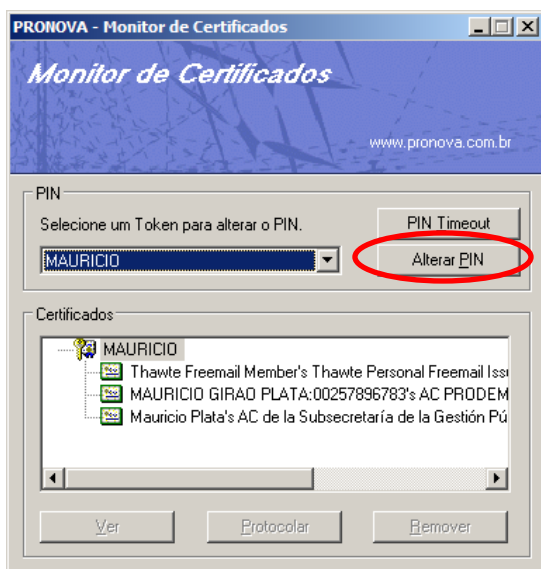 PRONOVA - Monitor de Certificados
Monitor de Certificados
www.pronova.com.br
PIN
Selecione um Token para alterar o PIN.
PIN Timeout
MAURICIO
Alterar PIN
Certificados
MAURICIO
Thawte Freemail Member's Thawte Personal Freemail Issu
MAURICIO GIRAO PLATA:00257896783's AC PRODEM
Mauricio Plata's AC de la Subsecretaría de la Gestión Pú
Ver
Protocolar
Remover